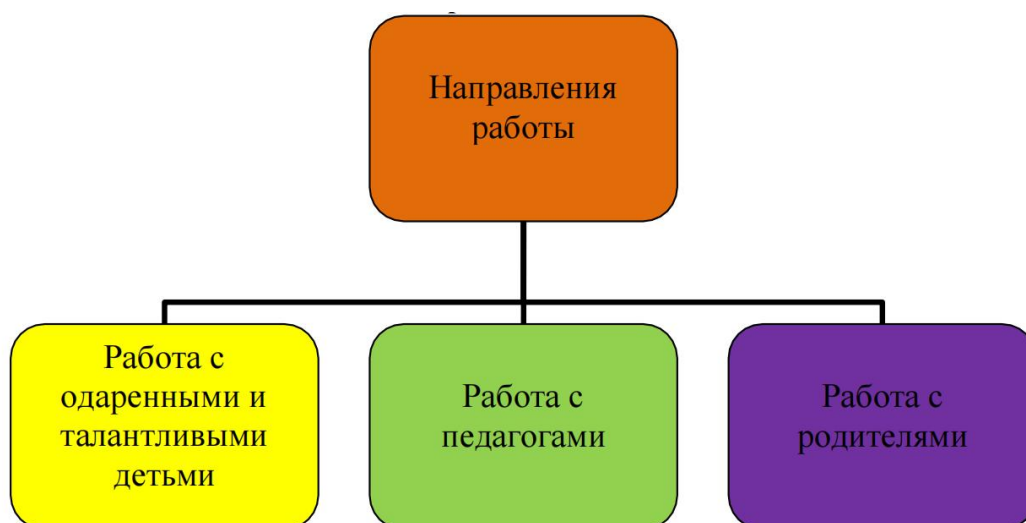 Направления
работы
Работа с
одаренными и
талантливыми
детьми
Работа с
педагогами
Работа с
родителями